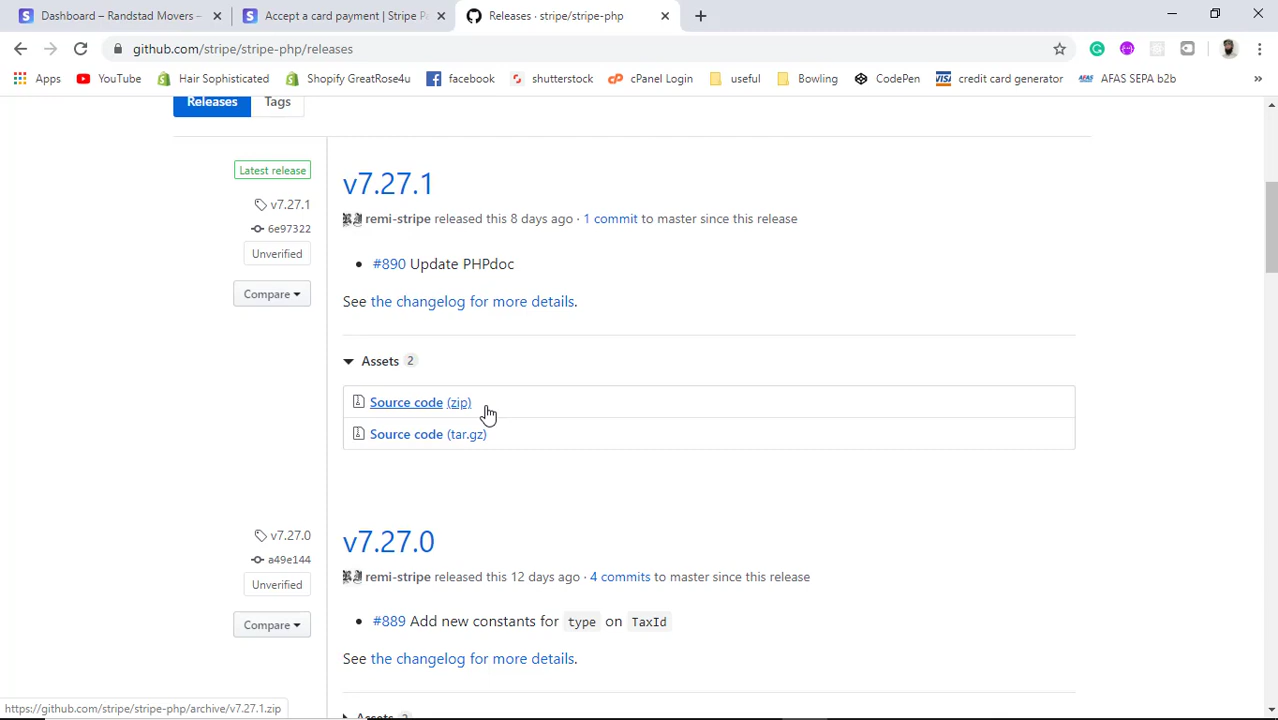 Dashboard – Randstad Movers –
Accept a card payment | Stripe Pa
Releases · stripe/stripe-php
github.com/stripe/stripe-php/releases
Apps
YouTube
Hair Sophisticated
Shopify GreatRose4u
facebook
shutterstock
cPanel Login
useful
Bowling
CodePen
VISA credit card generator
AFAS AFAS SEPA b2b
»
Releases
Tags
Latest release
v7.27.1
v7.27.1
remi-stripe released this 8 days ago · 1 commit to master since this release
6e97322
Unverified
#890 Update PHPdoc
Compare
See the changelog for more details.
Assets 2
Source code (zip)
Source code (tar.gz)
v7.27.0
v7.27.0
a49e144
remi-stripe released this 12 days ago · 4 commits to master since this release
Unverified
#889 Add new constants for type on TaxId
Compare
See the changelog for more details.
Assets 2
https://github.com/stripe/stripe-php/archive/v7.27.1.zip